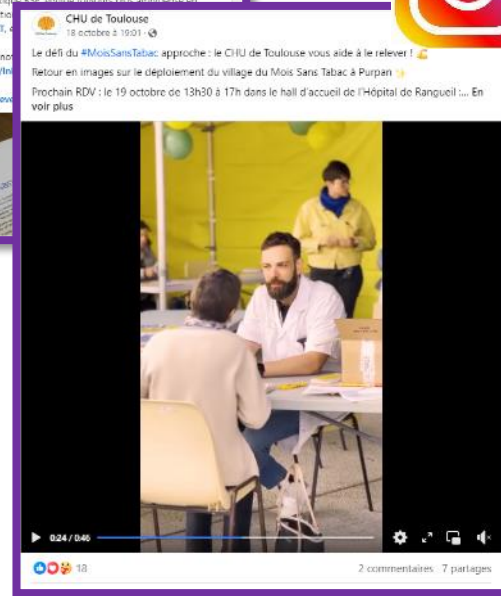 CHU de Toulouse
18 octobre à 19:01
Le défi du #MoisSansTabac approche : le CHU de Toulouse vous aide à le relever !
Retour en images sur le déploiement du village du Mois Sans Tabac à Purpan
Prochain RDV : le 19 octobre de 13h30 à 17h dans le hall d'accueil de l'Hôpital de Rangueil :... En
voir plus
0:24 / 0:46
18
2 commentaires 7 partages